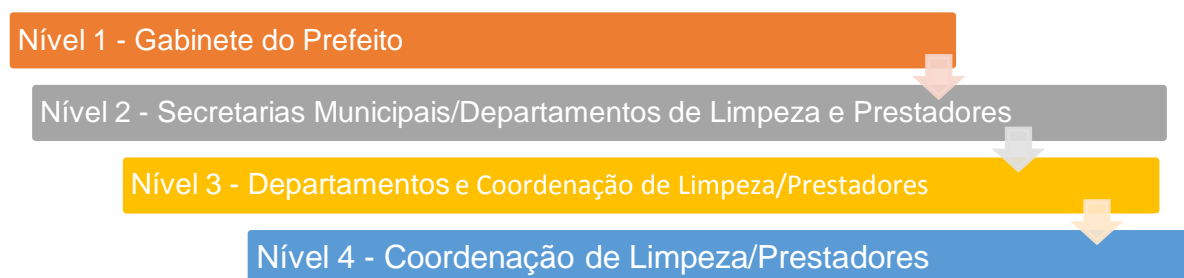 Nível 1 - Gabinete do Prefeito
Nível 2 - Secretarias Municipais/Departamentos de Limpeza e Prestadores
Nível 3 - Departamentos e Coordenação de Limpeza/Prestadores
Nível 4 - Coordenação de Limpeza/Prestadores